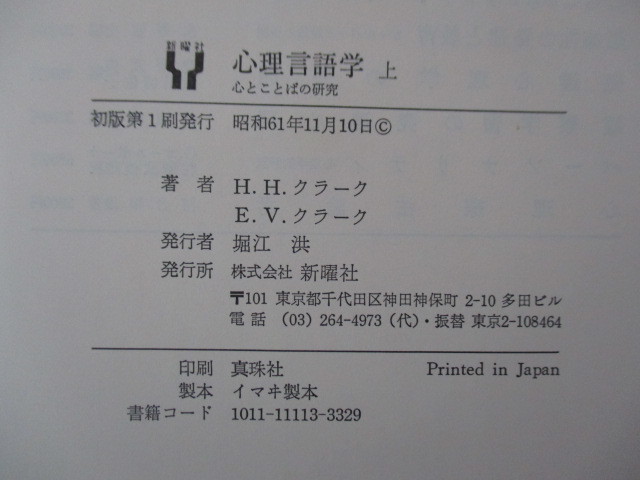 新曜社
心理言語学 上
心とことばの研究
初版第1刷発行 昭和61年11月10日©
著者 H.H.クラーク
E.V.クラーク
発行者 堀江 洪
発行所 株式会社 新曜社
〒101 東京都千代田区神田神保町 2-10 多田ビル
電話 (03) 264-4973 (代)・振替 東京2-108464
印刷 真珠社 Printed in Japan
製本 イマヰ製本
書籍コード 1011-11113-3329